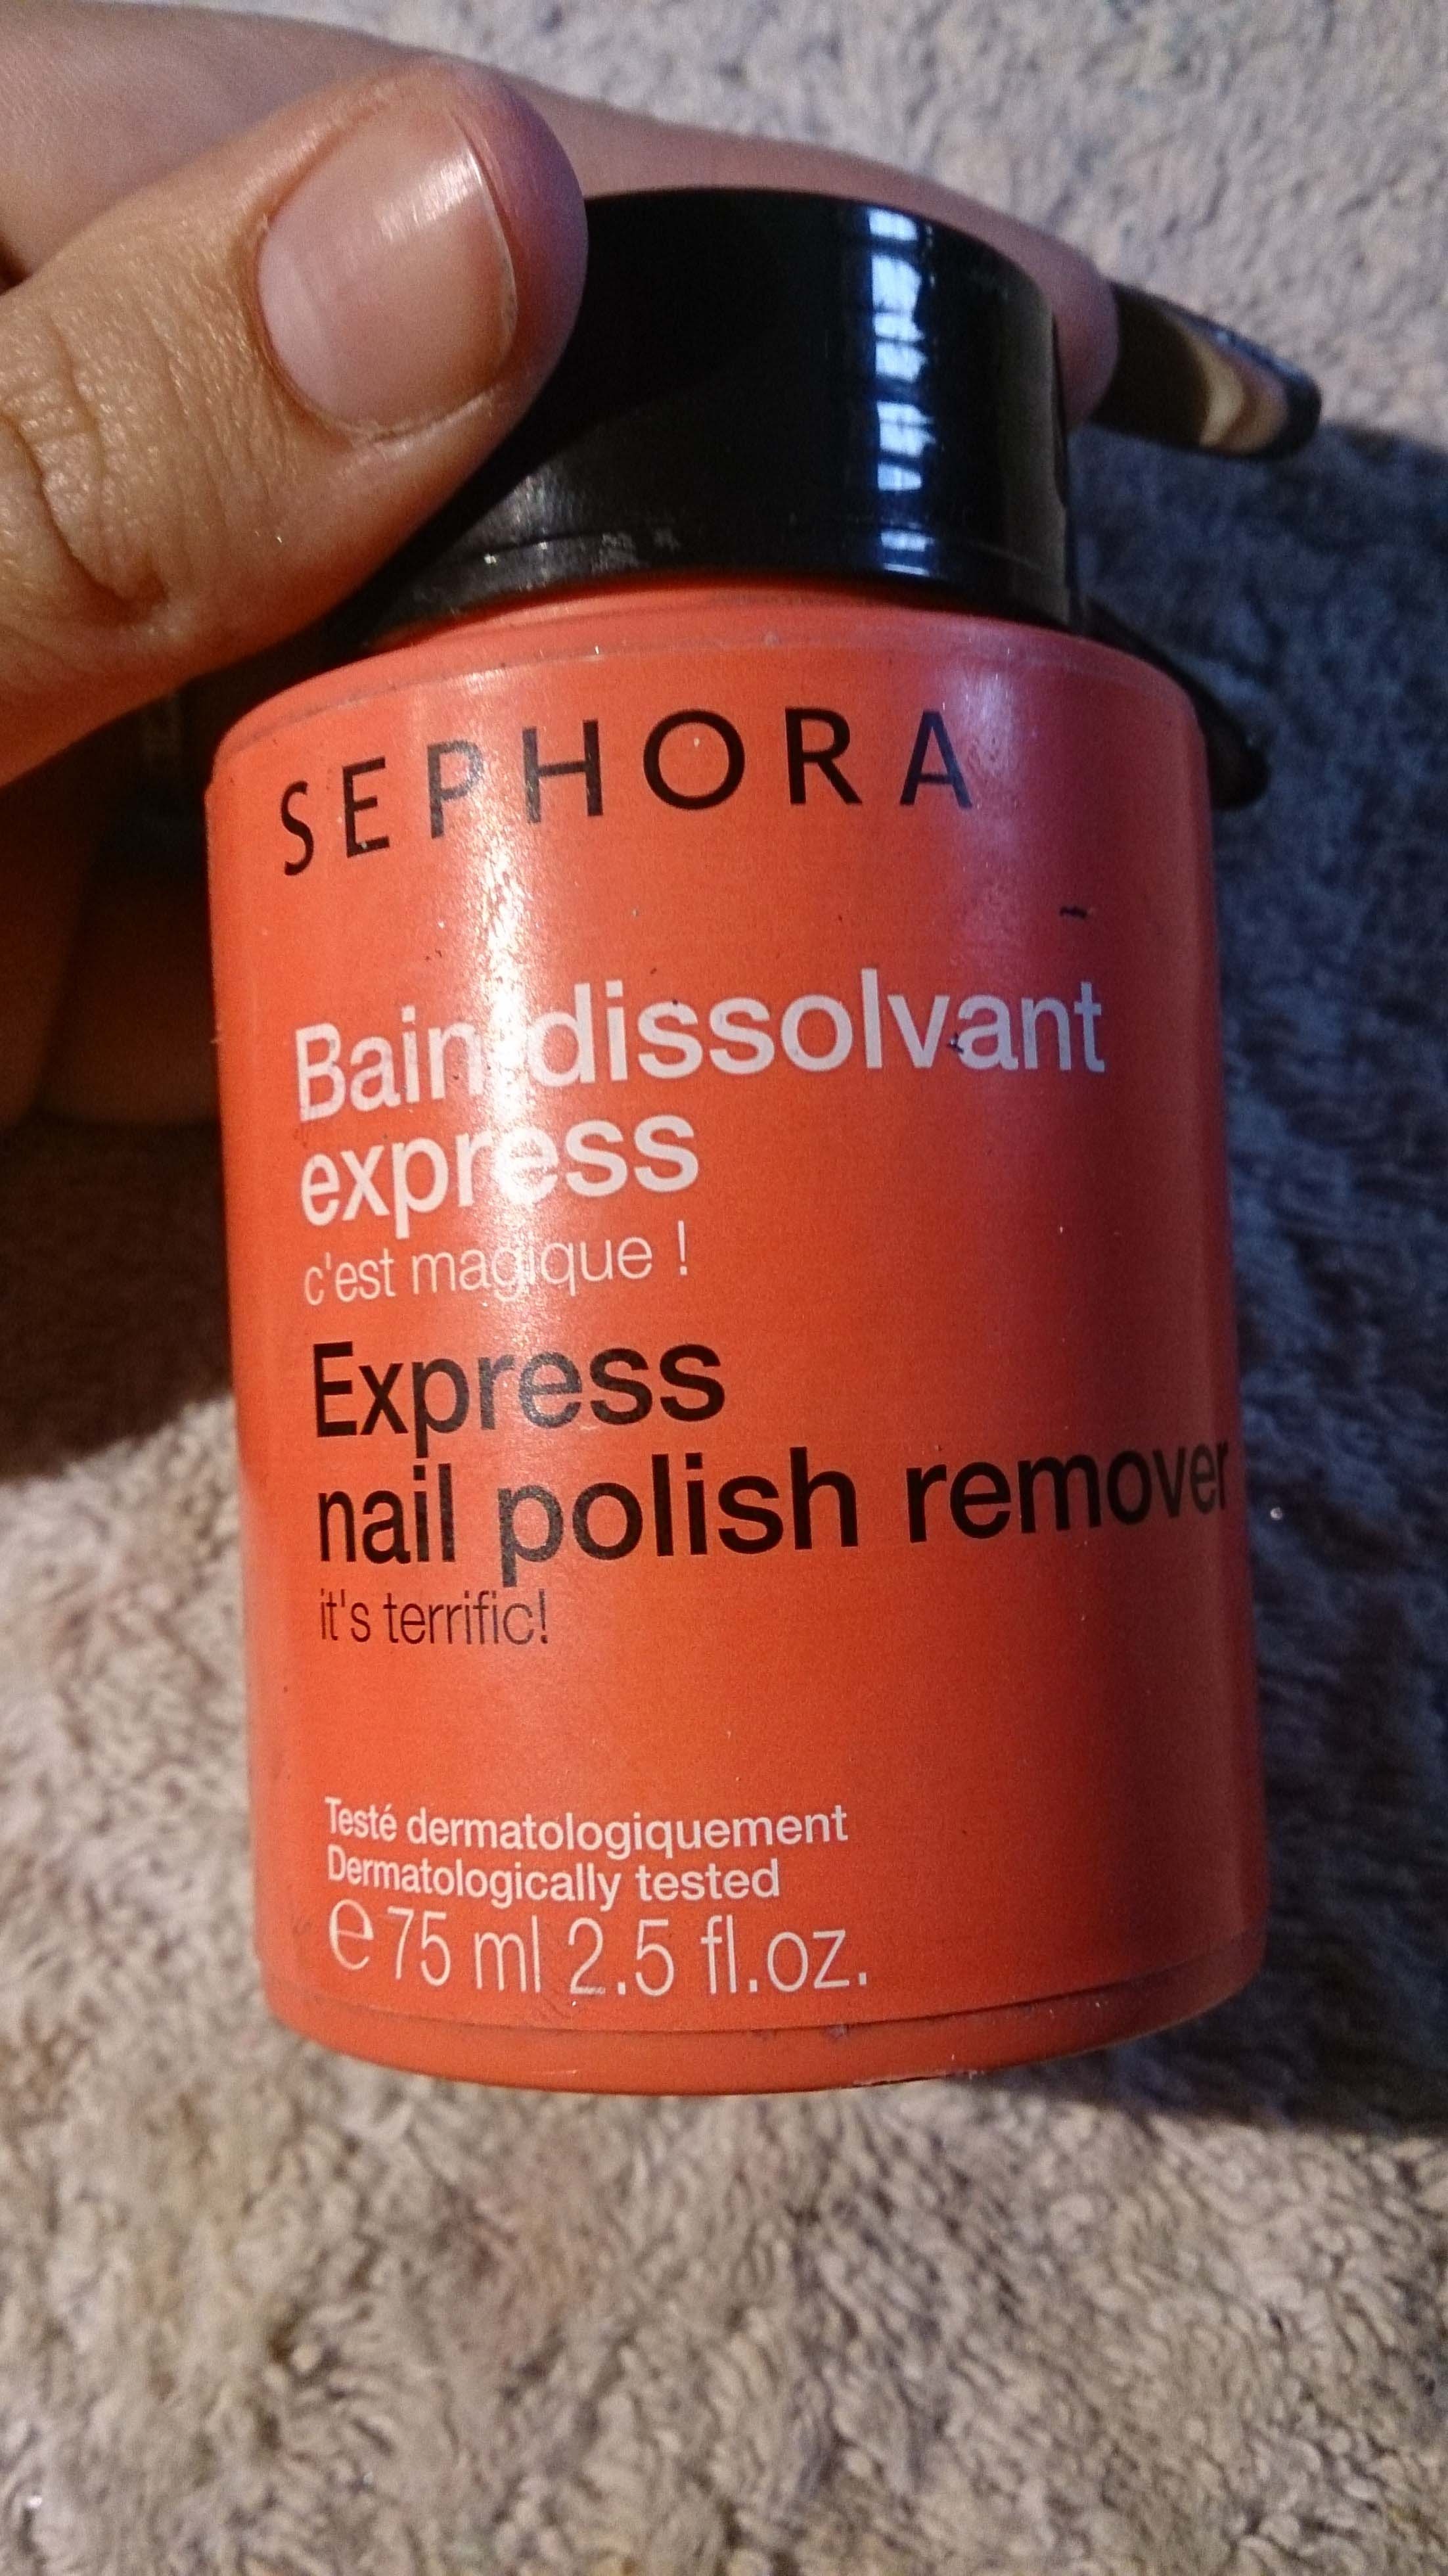 SEPHORA
Bain dissolvant
express
c'est magique !
Express
nail polish remover
it's terrific!
Testé dermatologiquement
Dermatologically tested
℮ 75 ml 2.5 fl.oz.